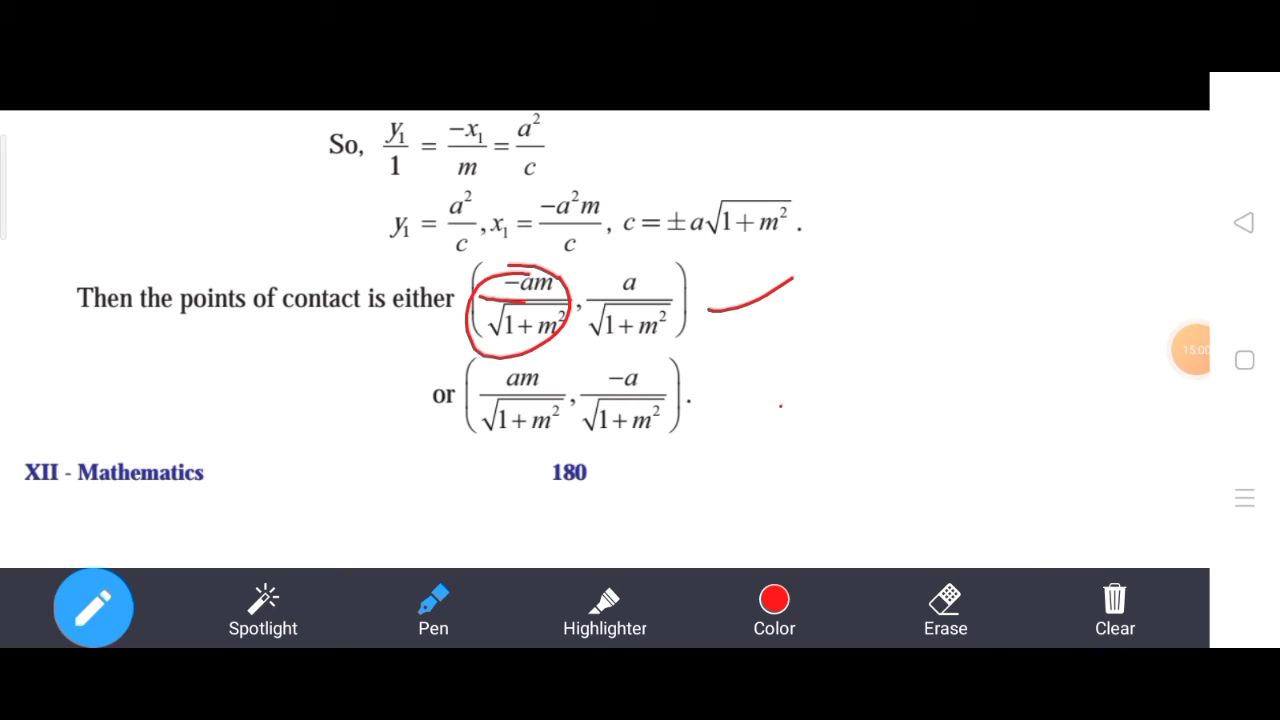 So, y₁/1 = −x₁/m = a²/c
y₁ = a²/c, x₁ = −a²m/c, c = ±a√(1+m²).
Then the points of contact is either (−am/√(1+m²), a/√(1+m²))
or (am/√(1+m²), −a/√(1+m²)).
XII - Mathematics 180
15:00
Spotlight Pen Highlighter Color Erase Clear